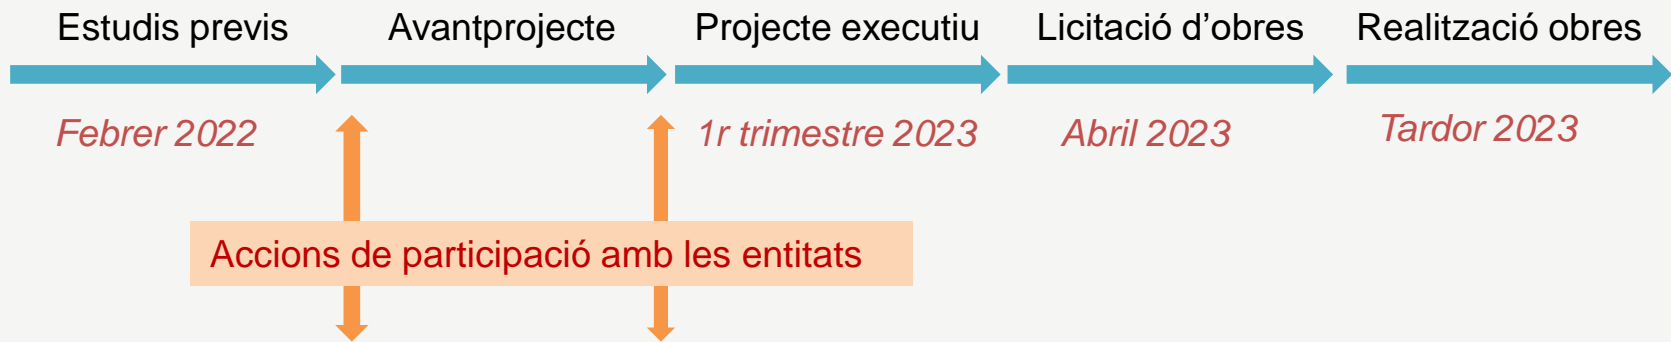 Estudis previs
Avantprojecte
Projecte executiu
Licitació d'obres
Realització obres
Febrer 2022
1r trimestre 2023
Abril 2023
Tardor 2023
Accions de participació amb les entitats